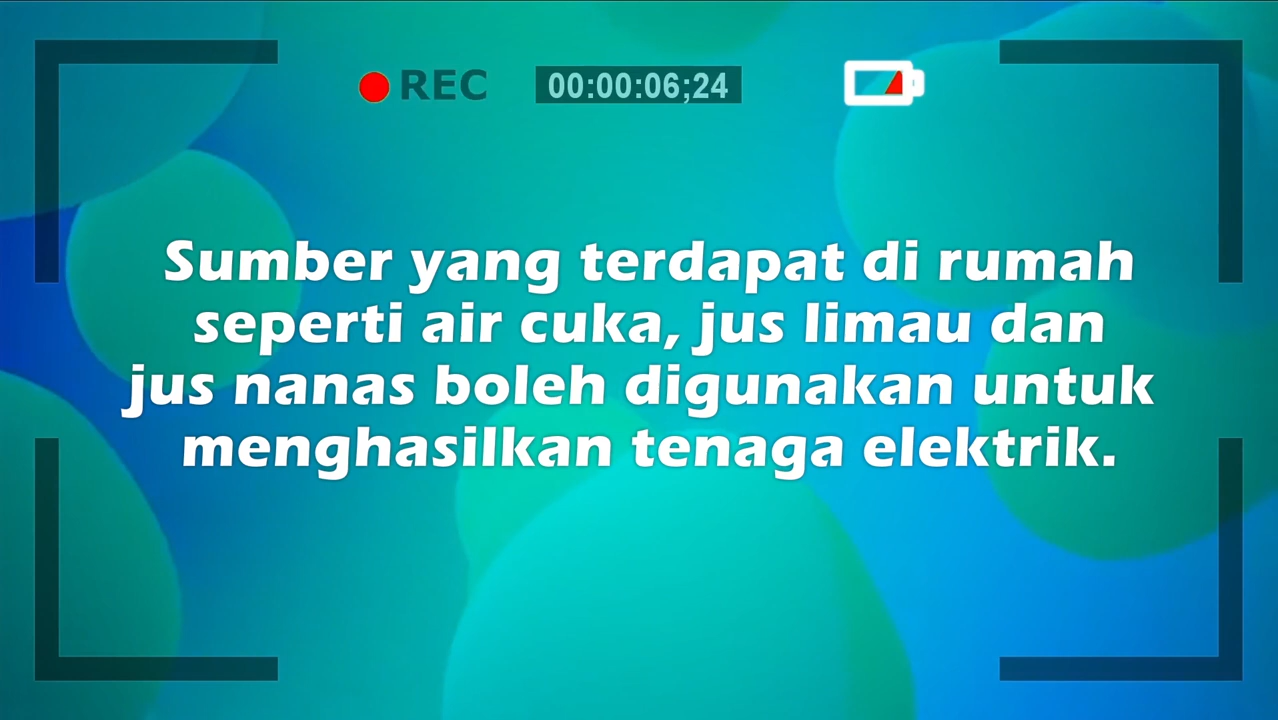 REC 00:00:06;24
Sumber yang terdapat di rumah
seperti air cuka, jus limau dan
jus nanas boleh digunakan untuk
menghasilkan tenaga elektrik.